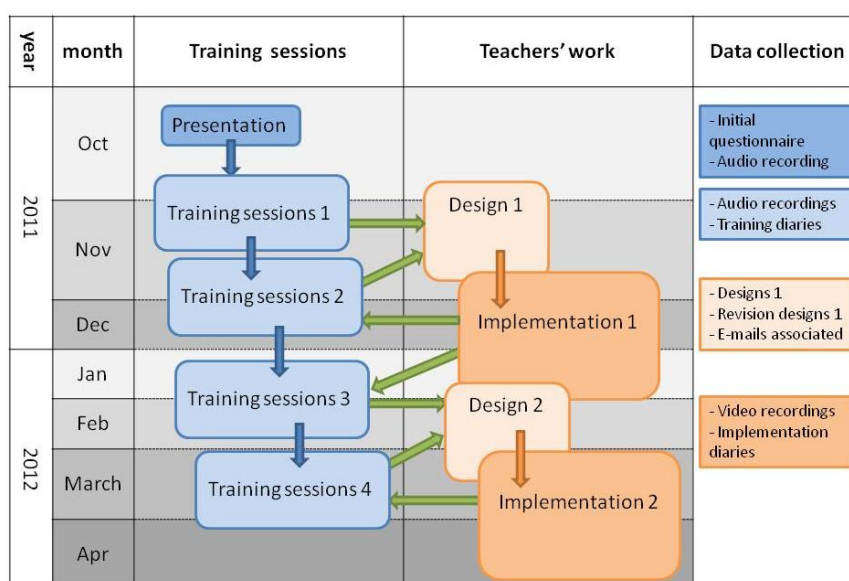 year
month
Training sessions
Teachers' work
Data collection
2011
Oct
Presentation
- Initial
questionnaire
- Audio recording
Training sessions 1
Design 1
- Audio recordings
- Training diaries
Nov
Training sessions 2
Dec
Implementation 1
- Designs 1
- Revision designs 1
- E-mails associated
2012
Jan
Training sessions 3
Feb
Design 2
- Video recordings
- Implementation
diaries
March
Training sessions 4
Implementation 2
Apr